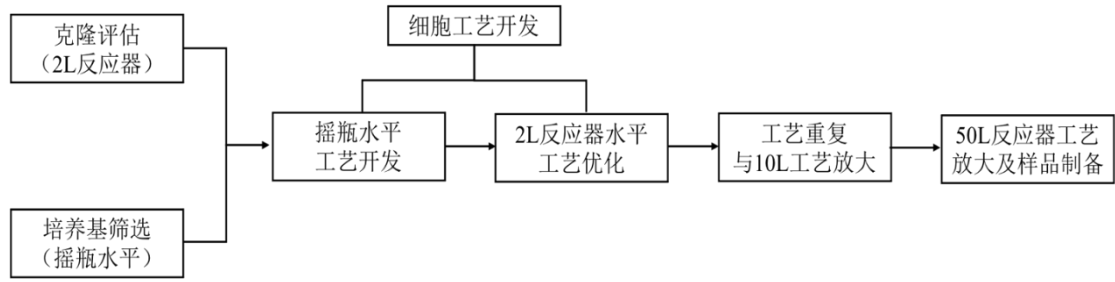 克隆评估
（2L反应器）
培养基筛选
（摇瓶水平）
细胞工艺开发
摇瓶水平
工艺开发
2L反应器水平
工艺优化
工艺重复
与10L工艺放大
50L反应器工艺
放大及样品制备